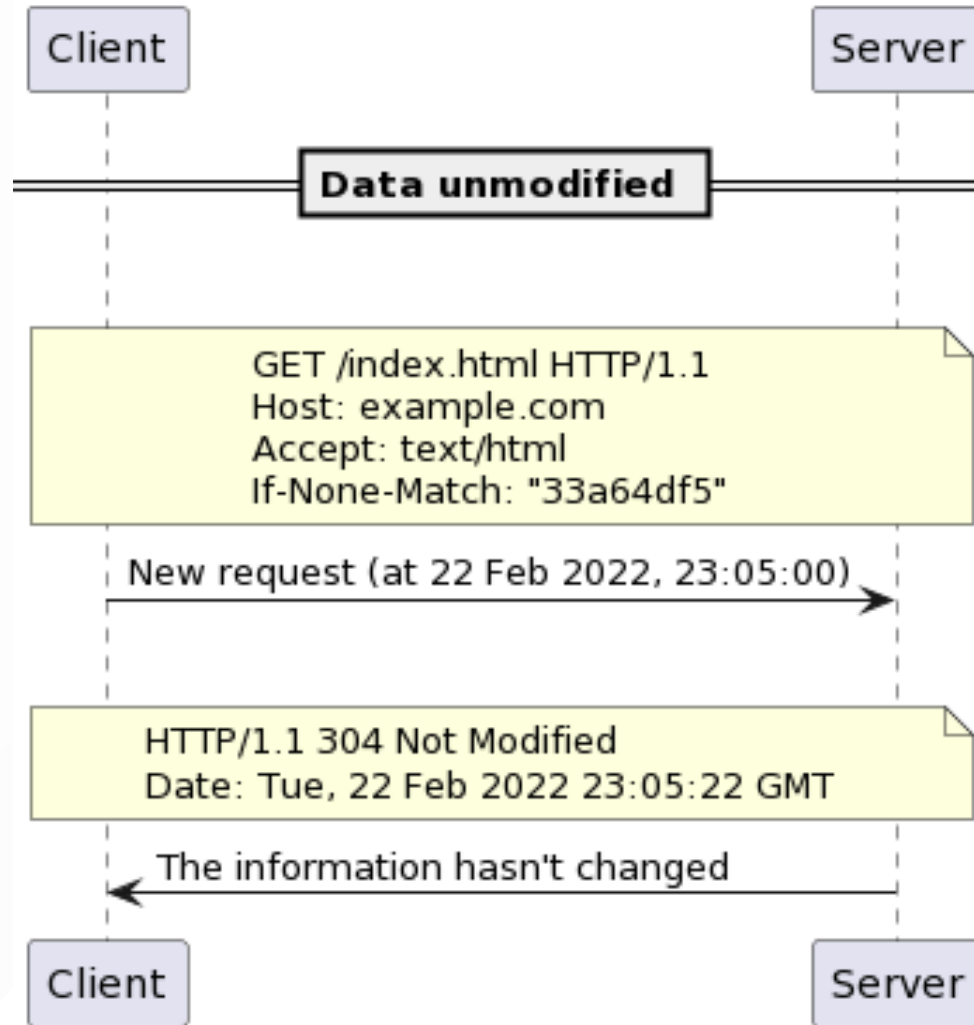 Client
Server
Data unmodified
GET /index.html HTTP/1.1
Host: example.com
Accept: text/html
If-None-Match: "33a64df5"
New request (at 22 Feb 2022, 23:05:00)
HTTP/1.1 304 Not Modified
Date: Tue, 22 Feb 2022 23:05:22 GMT
The information hasn't changed
Client
Server